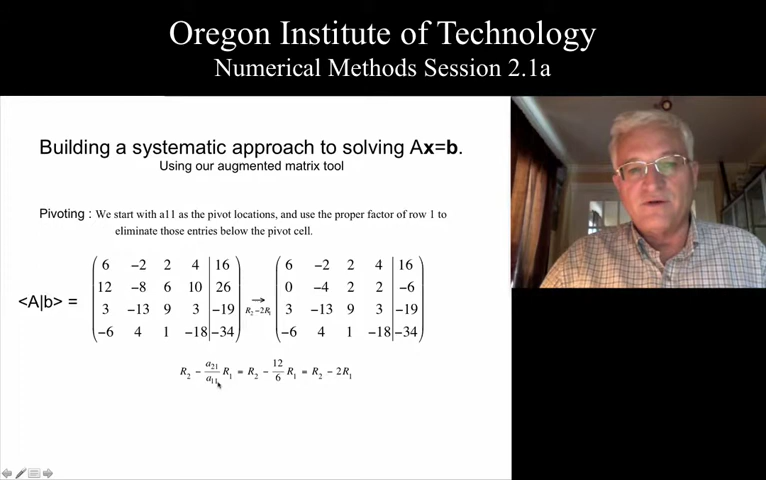 Oregon Institute of Technology
Numerical Methods Session 2.1a
Building a systematic approach to solving Ax=b.
Using our augmented matrix tool
Pivoting : We start with a11 as the pivot locations, and use the proper factor of row 1 to
eliminate those entries below the pivot cell.
6 -2 2 4 16 6 -2 2 4 16
12 -8 6 10 26 0 -4 2 2 -6
<A|b> = → 
3 -13 9 3 -19 R₂-2R₁ 3 -13 9 3 -19
-6 4 1 -18 -34 -6 4 1 -18 -34
R₂ - a₂₁/a₁₁ R₁ = R₂ - 12/6 R₁ = R₂ - 2R₁